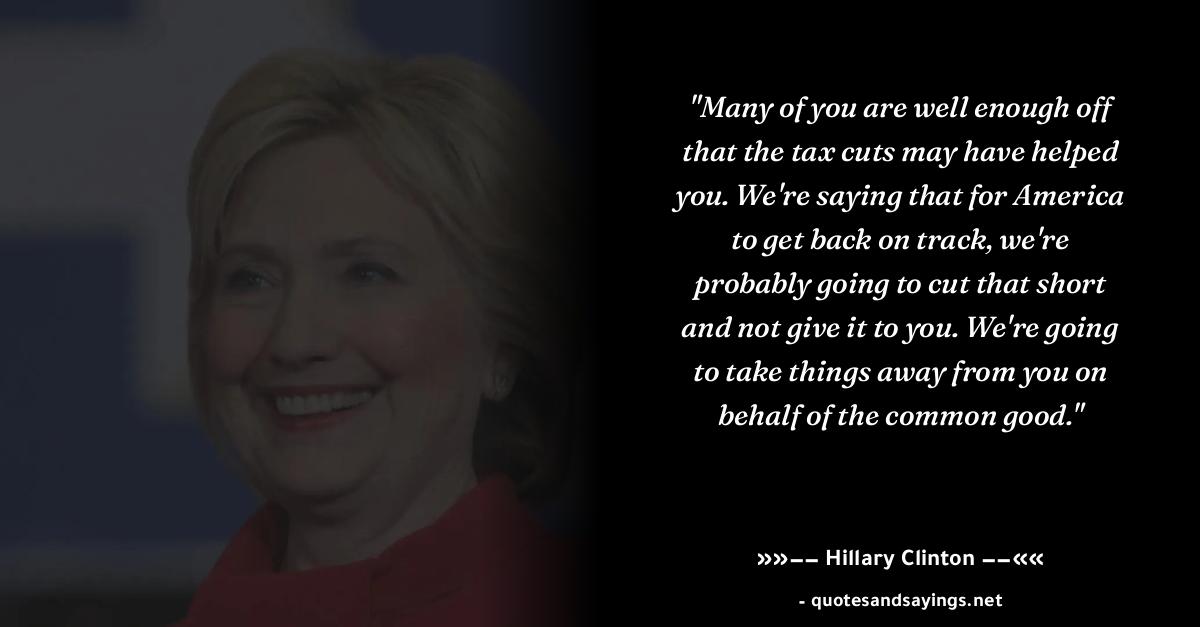 "Many of you are well enough off
that the tax cuts may have helped
you. We're saying that for America
to get back on track, we're
probably going to cut that short
and not give it to you. We're going
to take things away from you on
behalf of the common good."
»»–– Hillary Clinton ––««
- quotesandsayings.net